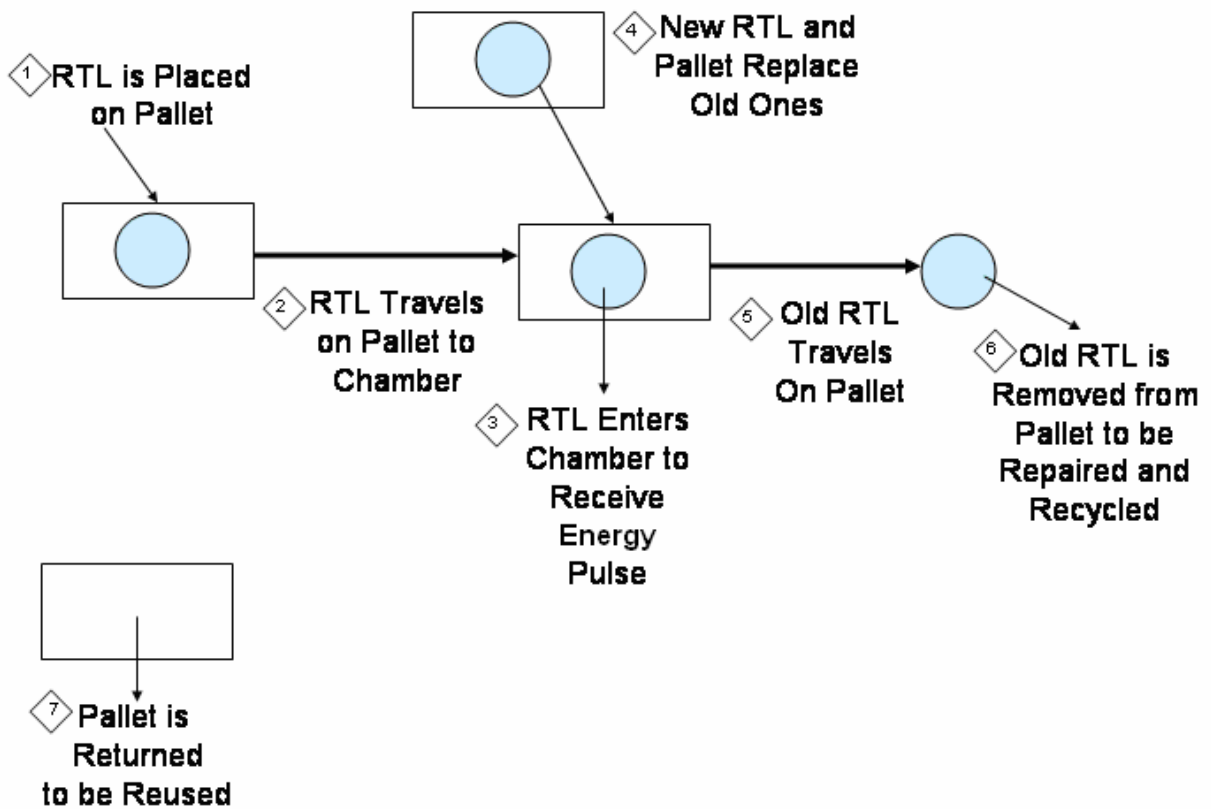 1 RTL is Placed
on Pallet
2 RTL Travels
on Pallet to
Chamber
3 RTL Enters
Chamber to
Receive
Energy
Pulse
4 New RTL and
Pallet Replace
Old Ones
5 Old RTL
Travels
On Pallet
6 Old RTL is
Removed from
Pallet to be
Repaired and
Recycled
7 Pallet is
Returned
to be Reused